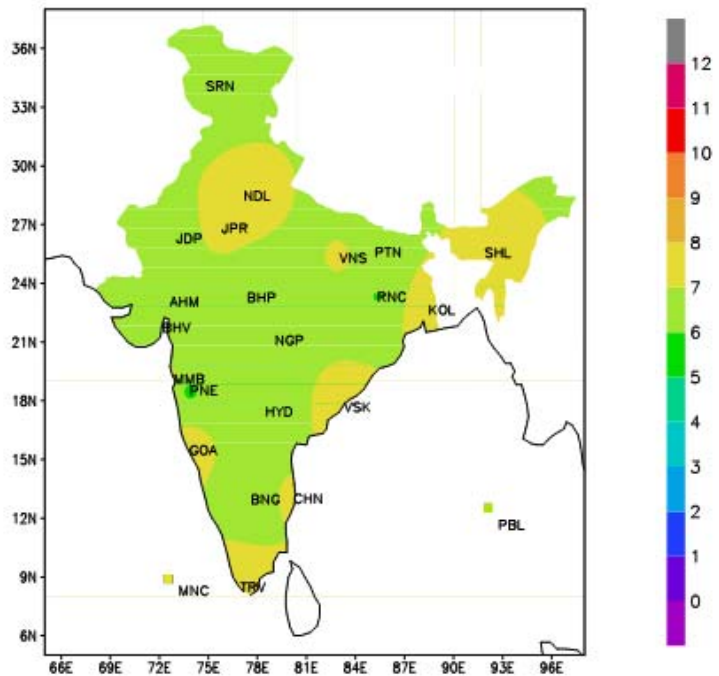 36N
33N
30N
27N
24N
21N
18N
15N
12N
9N
6N
SRN
NDL
JPR
JDP
VNS
PTN
SHL
AHM
BHP
RNC
KOL
BHV
NGP
MMB
PNE
HYD
VSK
GOA
BNG
CHN
PBL
MNC
TRV
66E 69E 72E 75E 78E 81E 84E 87E 90E 93E 96E
12
11
10
9
8
7
6
5
4
3
2
1
0